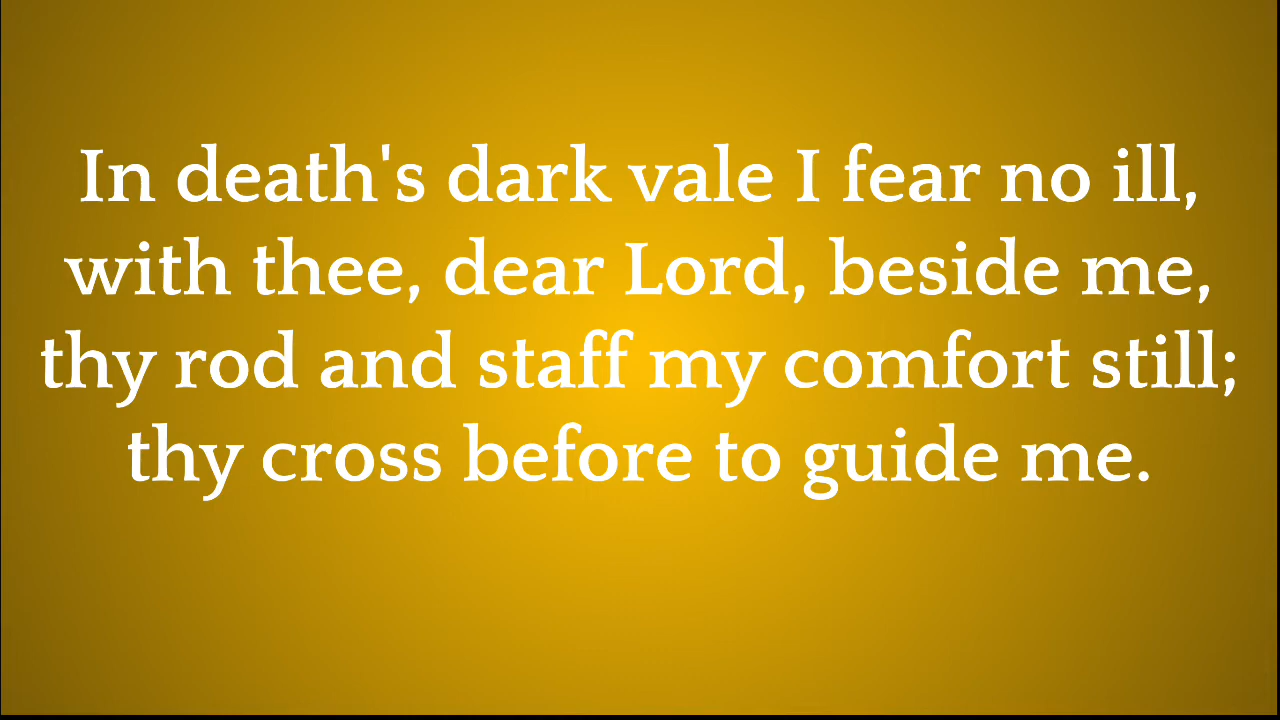 In death's dark vale I fear no ill,
with thee, dear Lord, beside me,
thy rod and staff my comfort still;
thy cross before to guide me.